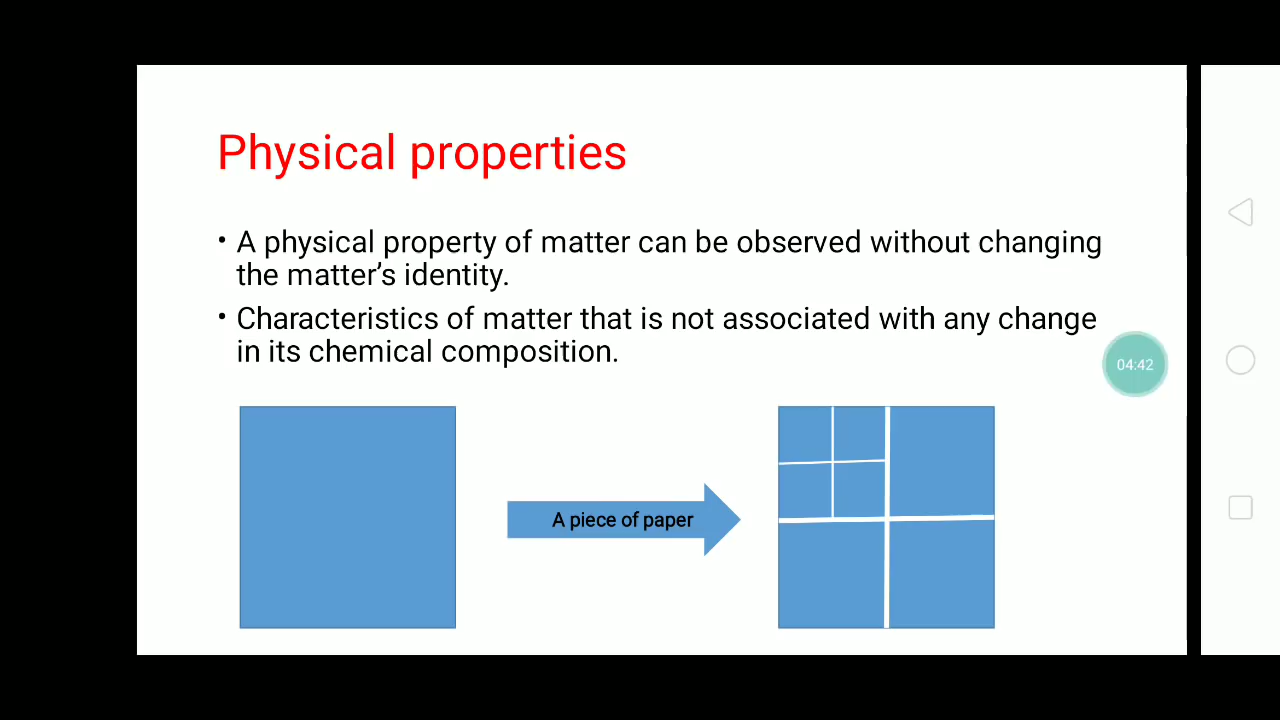 Physical properties
• A physical property of matter can be observed without changing
the matter’s identity.
• Characteristics of matter that is not associated with any change
in its chemical composition.
04:42
A piece of paper